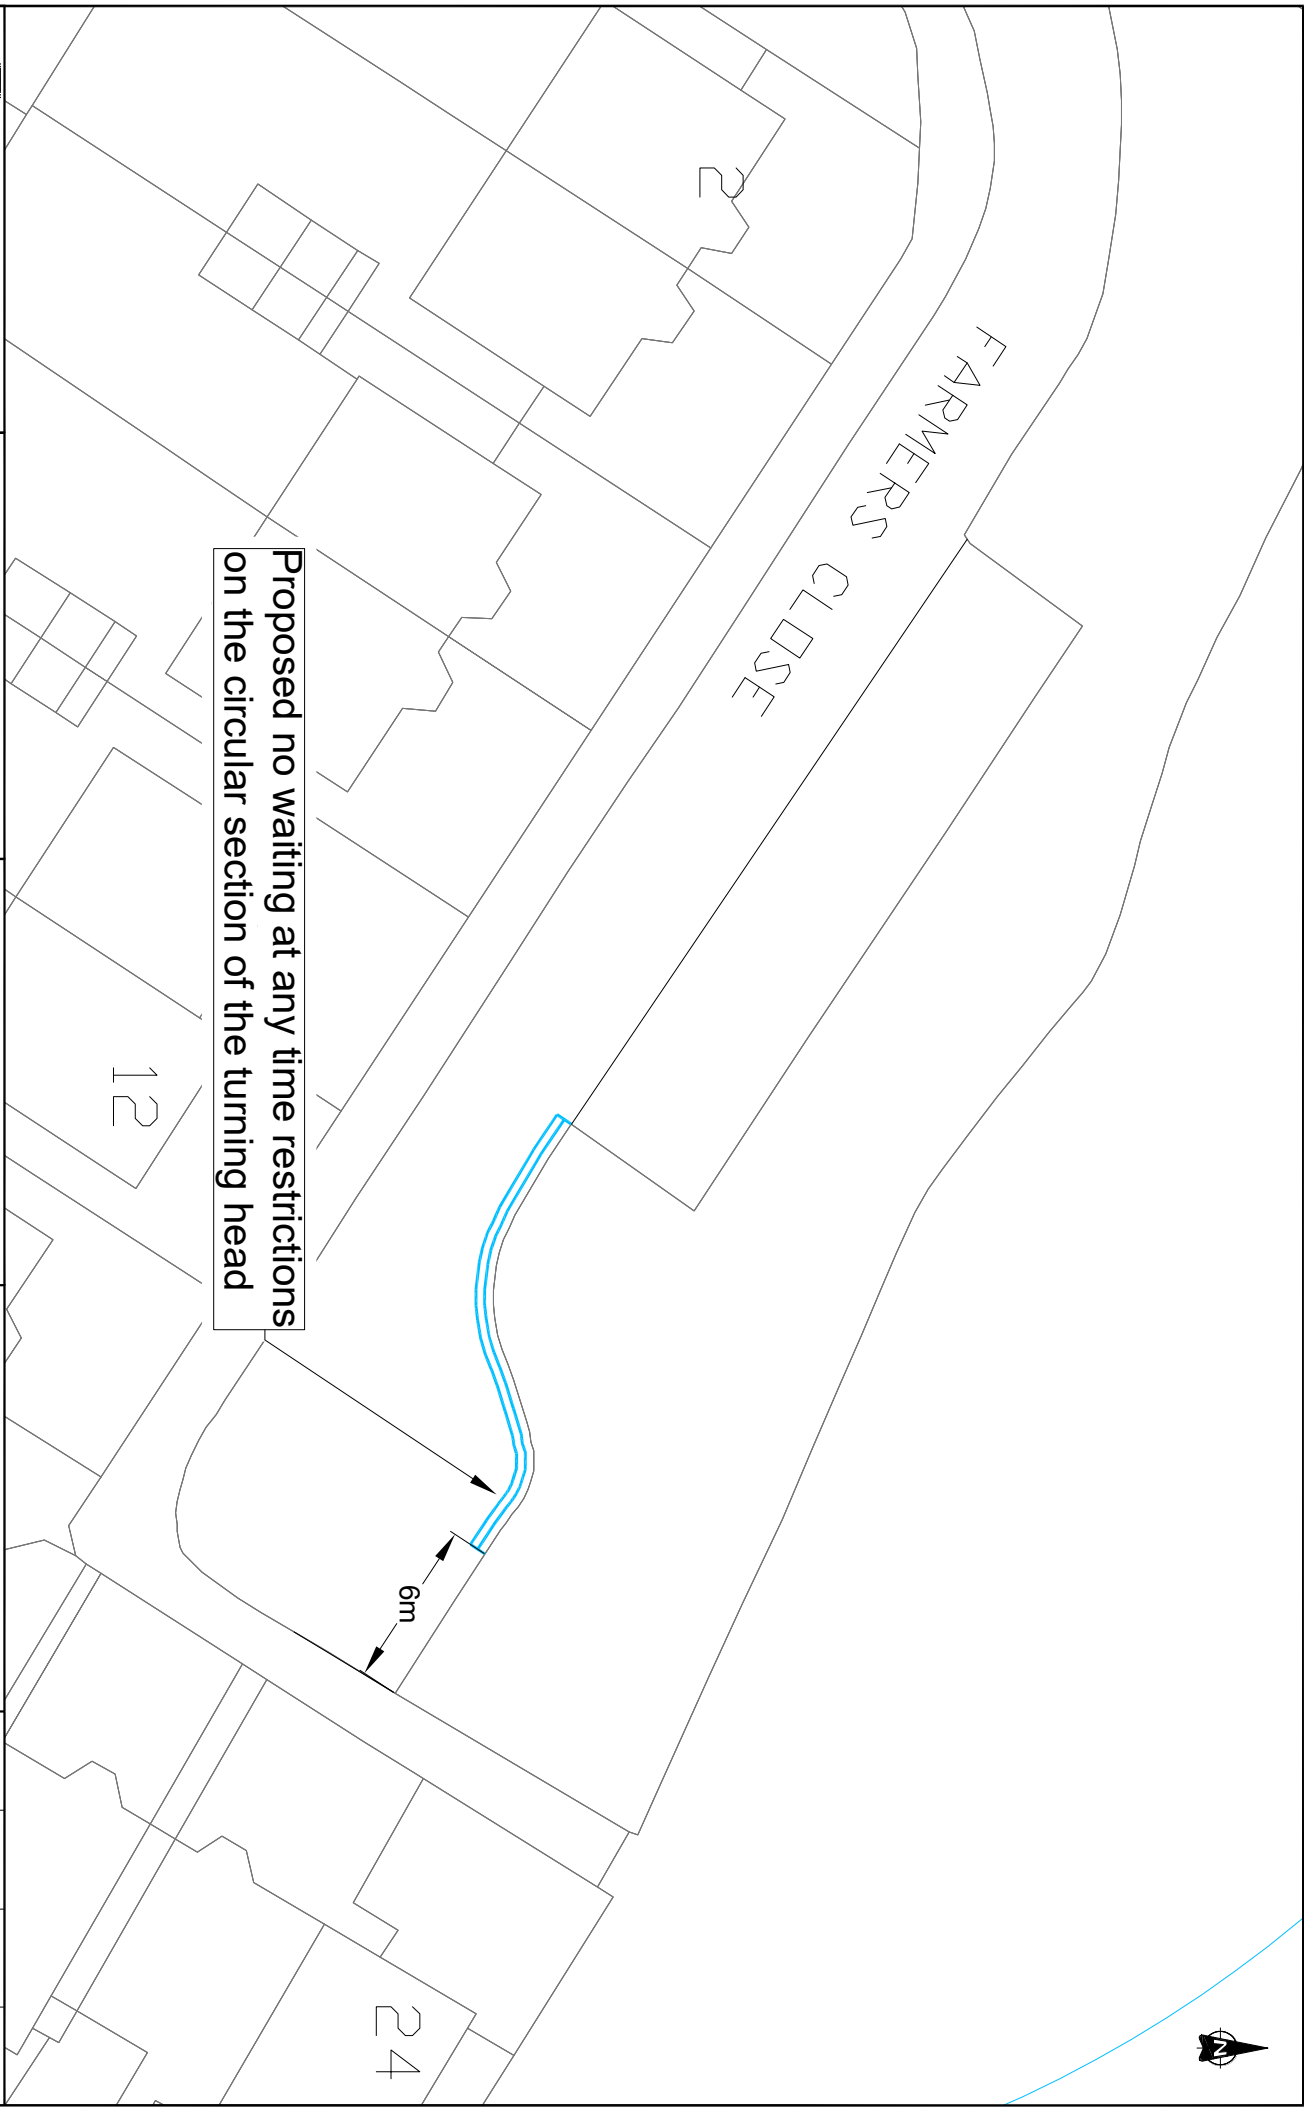 2
FARMERS CLOSE
Proposed no waiting at any time restrictions
on the circular section of the turning head
12
6m
24
N